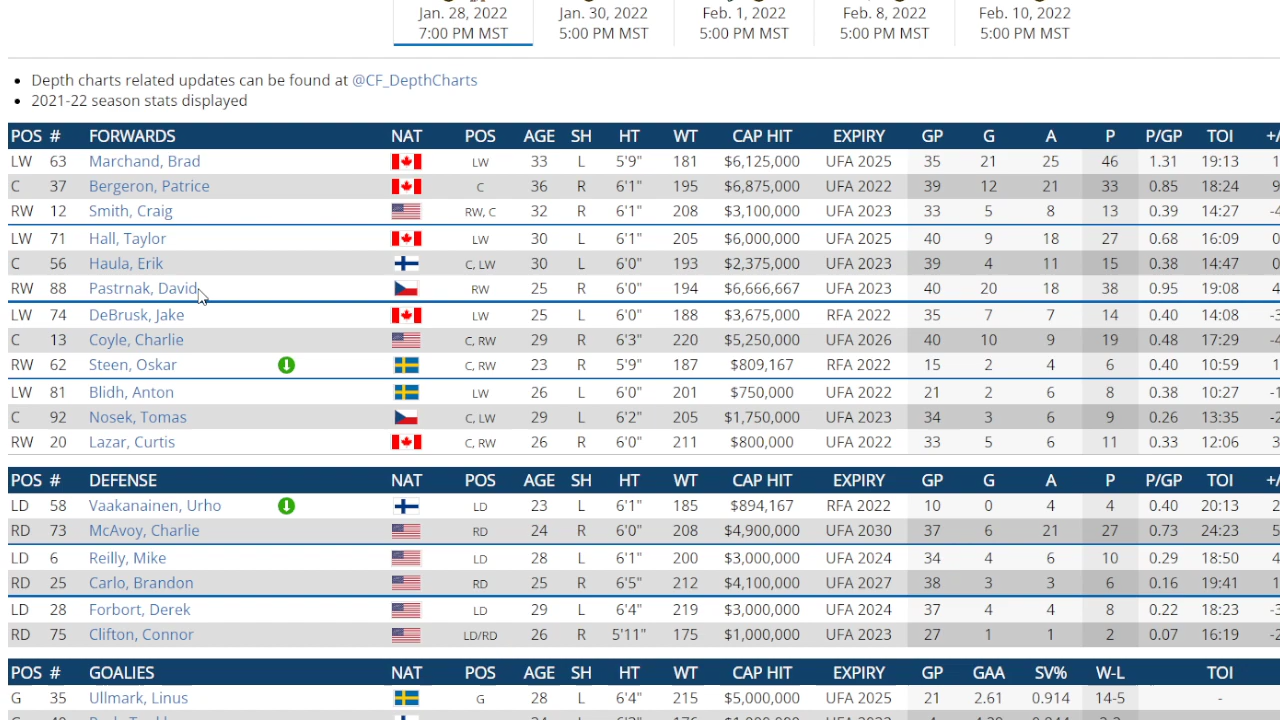 Jan. 28, 2022 Jan. 30, 2022 Feb. 1, 2022 Feb. 8, 2022 Feb. 10, 2022
7:00 PM MST 5:00 PM MST 5:00 PM MST 5:00 PM MST 5:00 PM MST
• Depth charts related updates can be found at @CF_DepthCharts
• 2021-22 season stats displayed
POS # FORWARDS NAT POS AGE SH HT WT CAP HIT EXPIRY GP G A P P/GP TOI
LW 63 Marchand, Brad LW 33 L 5'9" 181 $6,125,000 UFA 2025 35 21 25 46 1.31 19:13
C 37 Bergeron, Patrice C 36 R 6'1" 195 $6,875,000 UFA 2022 39 12 21 33 0.85 18:24
RW 12 Smith, Craig RW, C 32 R 6'1" 208 $3,100,000 UFA 2023 33 5 8 13 0.39 14:27
LW 71 Hall, Taylor LW 30 L 6'1" 205 $6,000,000 UFA 2025 40 9 18 27 0.68 16:09
C 56 Haula, Erik C, LW 30 L 6'0" 193 $2,375,000 UFA 2023 39 4 11 15 0.38 14:47
RW 88 Pastrnak, David RW 25 R 6'0" 194 $6,666,667 UFA 2023 40 20 18 38 0.95 19:08 4
LW 74 DeBrusk, Jake LW 25 L 6'0" 188 $3,675,000 RFA 2022 35 7 7 14 0.40 14:08 -3
C 13 Coyle, Charlie C, RW 29 R 6'3" 220 $5,250,000 UFA 2026 40 10 9 19 0.48 17:29 -4
RW 62 Steen, Oskar C, RW 23 R 5'9" 187 $809,167 RFA 2022 15 2 4 6 0.40 10:59
LW 81 Blidh, Anton LW 26 L 6'0" 201 $750,000 UFA 2022 21 2 6 8 0.38 10:27
C 92 Nosek, Tomas C, LW 29 L 6'2" 205 $1,750,000 UFA 2023 34 3 6 9 0.26 13:35
RW 20 Lazar, Curtis C, RW 26 R 6'0" 211 $800,000 UFA 2022 33 5 6 11 0.33 12:06
POS # DEFENSE NAT POS AGE SH HT WT CAP HIT EXPIRY GP G A P P/GP TOI
LD 58 Vaakanainen, Urho LD 23 L 6'1" 185 $894,167 RFA 2022 10 0 4 4 0.40 20:13
RD 73 McAvoy, Charlie RD 24 R 6'0" 208 $4,900,000 UFA 2030 37 6 21 27 0.73 24:23
LD 6 Reilly, Mike LD 28 L 6'1" 200 $3,000,000 UFA 2024 34 4 6 10 0.29 18:50
RD 25 Carlo, Brandon RD 25 R 6'5" 212 $4,100,000 UFA 2027 38 3 3 6 0.16 19:41
LD 28 Forbort, Derek LD 29 L 6'4" 219 $3,000,000 UFA 2024 37 4 4 8 0.22 18:23
RD 75 Clifton, Connor LD/RD 26 R 5'11" 175 $1,000,000 UFA 2023 27 1 1 2 0.07 16:19
POS # GOALIES NAT POS AGE SH HT WT CAP HIT EXPIRY GP GAA SV% W-L TOI
G 35 Ullmark, Linus G 28 L 6'4" 215 $5,000,000 UFA 2025 21 2.61 0.914 14-5 -